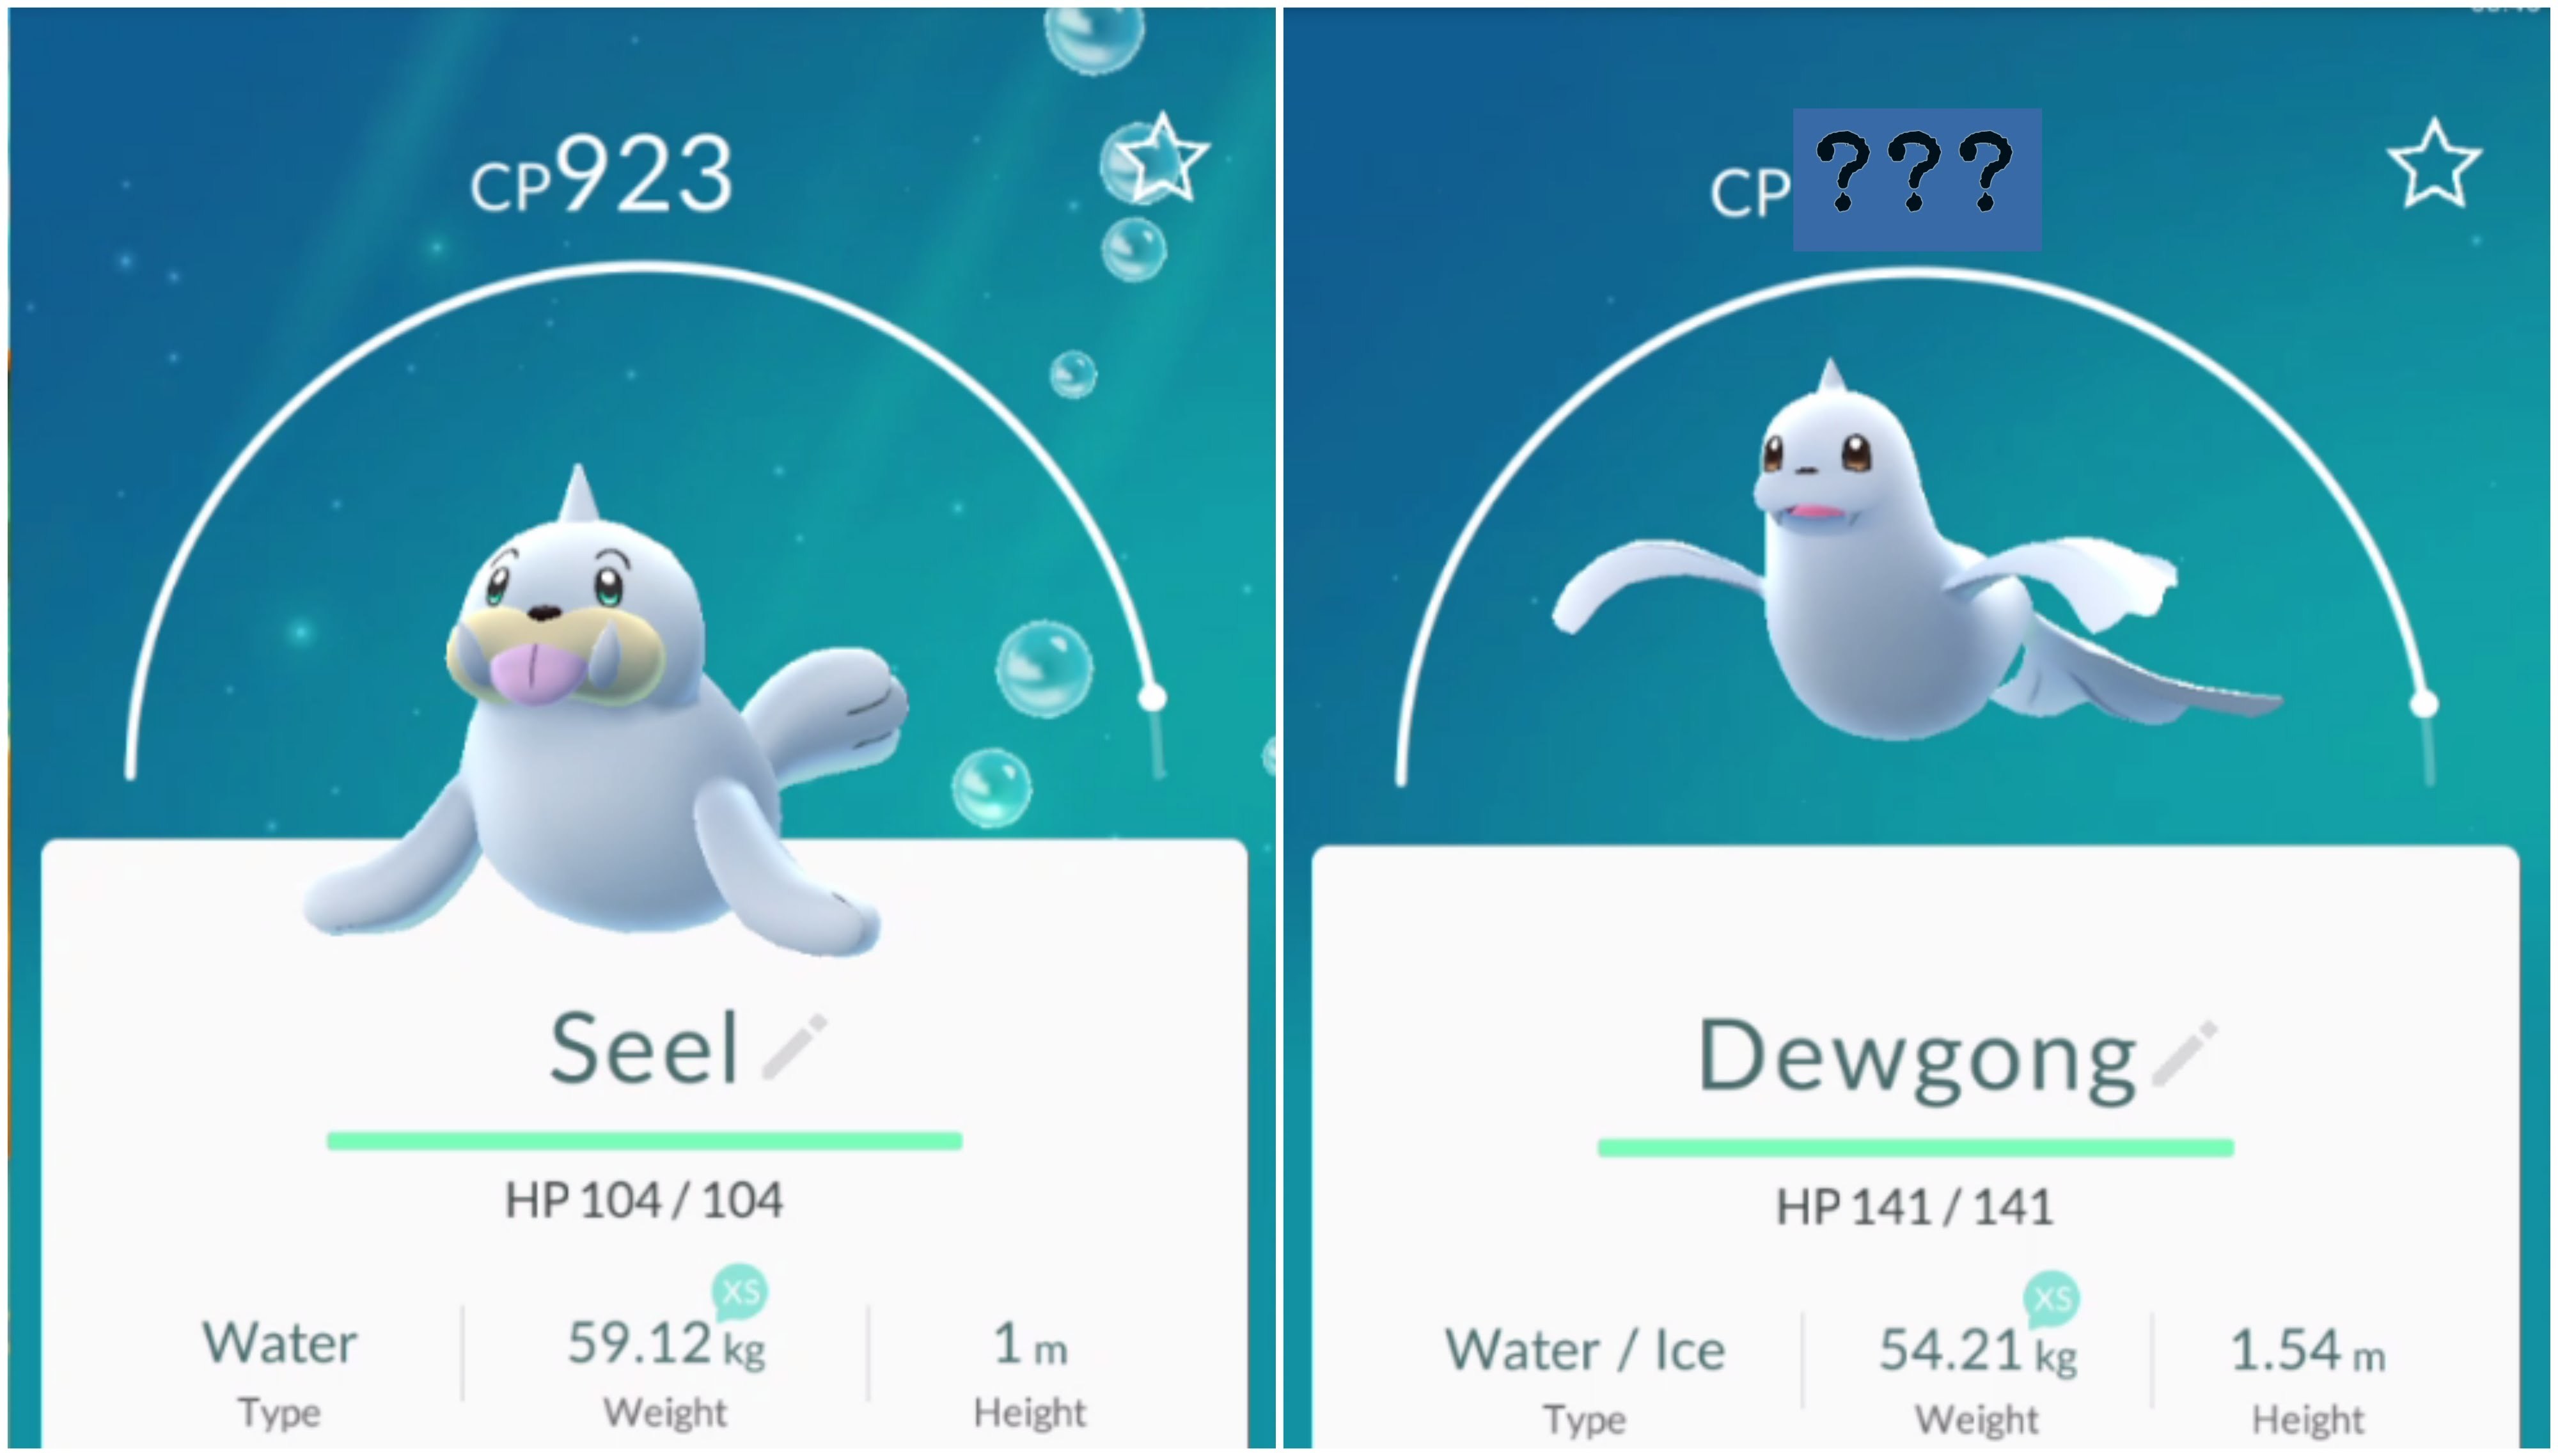 CP923
Seel
HP 104 / 104
XS
Water
59.12 kg
1 m
Type
Weight
Height
CP ???
Dewgong
HP 141 / 141
XS
Water / Ice
54.21 kg
1.54 m
Type
Weight
Height